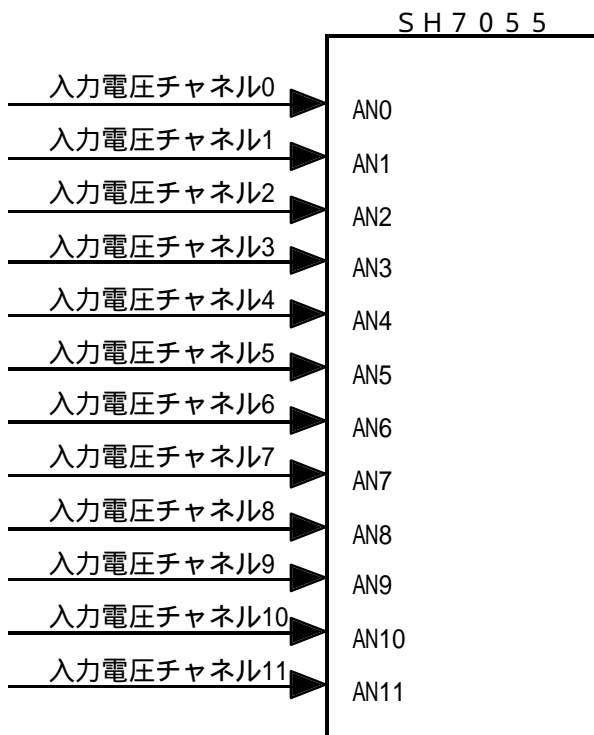 SH7055
入力電圧チャネル0
AN0
入力電圧チャネル1
AN1
入力電圧チャネル2
AN2
入力電圧チャネル3
AN3
入力電圧チャネル4
AN4
入力電圧チャネル5
AN5
入力電圧チャネル6
AN6
入力電圧チャネル7
AN7
入力電圧チャネル8
AN8
入力電圧チャネル9
AN9
入力電圧チャネル10
AN10
入力電圧チャネル11
AN11